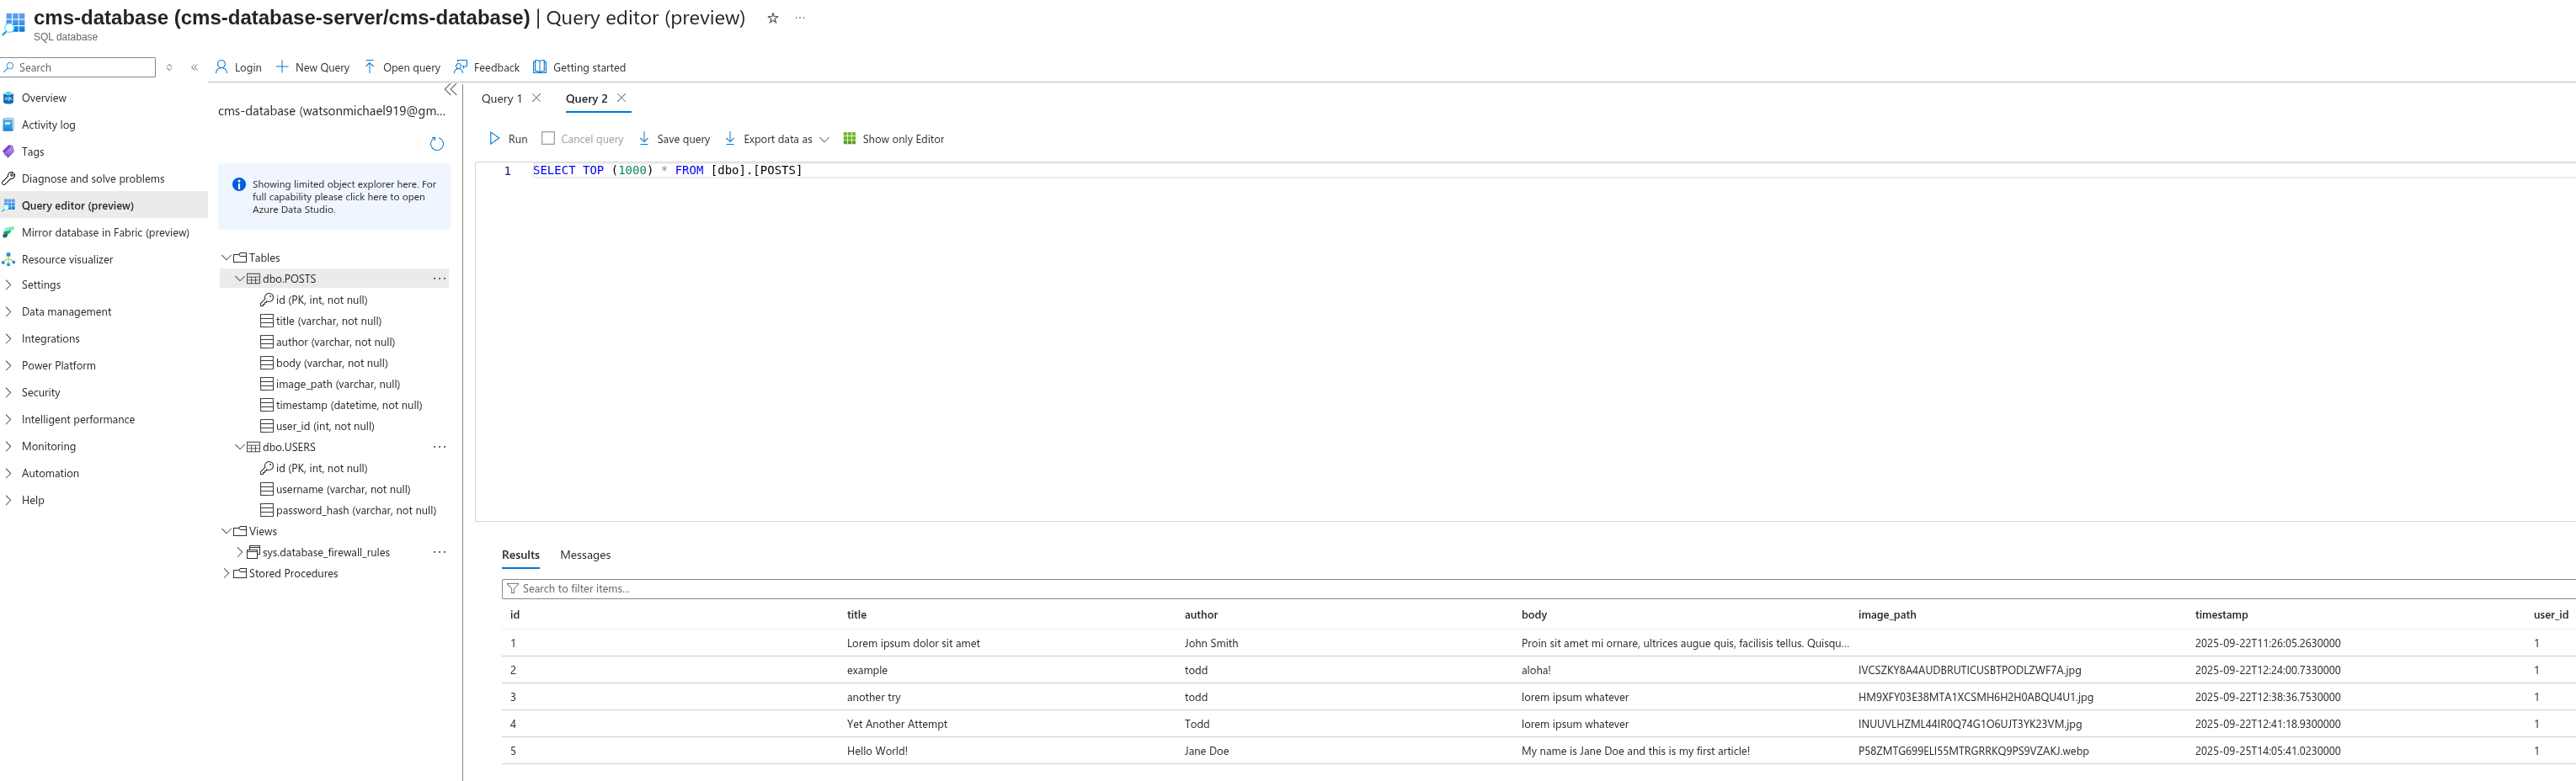 cms-database (cms-database-server/cms-database) | Query editor (preview) ☆ ···
SQL database
Search
Overview
Activity log
Tags
Diagnose and solve problems
Query editor (preview)
Mirror database in Fabric (preview)
Resource visualizer
Settings
Data management
Integrations
Power Platform
Security
Intelligent performance
Monitoring
Automation
Help
Login New Query Open query Feedback Getting started
cms-database (watsonmichael919@gm...
Showing limited object explorer here. For
full capability please click here to open
Azure Data Studio.
Tables
dbo.POSTS ···
id (PK, int, not null)
title (varchar, not null)
author (varchar, not null)
body (varchar, not null)
image_path (varchar, null)
timestamp (datetime, not null)
user_id (int, not null)
dbo.USERS ···
id (PK, int, not null)
username (varchar, not null)
password_hash (varchar, not null)
Views
sys.database_firewall_rules ···
Stored Procedures
Query 1 Query 2
Run Cancel query Save query Export data as Show only Editor
1 SELECT TOP (1000) * FROM [dbo].[POSTS]
Results Messages
Search to filter items...
id title author body image_path timestamp user_id
1 Lorem ipsum dolor sit amet John Smith Proin sit amet mi ornare, ultrices augue quis, facilisis tellus. Quisqu... 2025-09-22T11:26:05.2630000 1
2 example todd aloha! IVCSZKY8A4AUDBRUTICUSBTPODLZWF7A.jpg 2025-09-22T12:24:00.7330000 1
3 another try todd lorem ipsum whatever HM9XFY03E38MTA1XCSMH6H2H0ABQU4U1.jpg 2025-09-22T12:38:36.7530000 1
4 Yet Another Attempt Todd lorem ipsum whatever INUUVLHZML44IR0Q74G1O6UJT3YK23VM.jpg 2025-09-22T12:41:18.9300000 1
5 Hello World! Jane Doe My name is Jane Doe and this is my first article! P58ZMTG699ELI55MTRGRRKQ9PS9VZAKJ.webp 2025-09-25T14:05:41.0230000 1